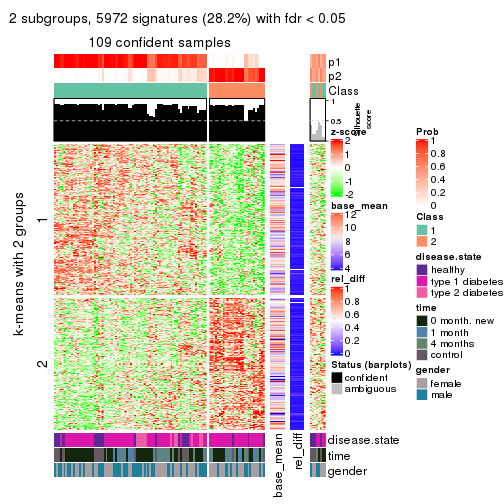 2 subgroups, 5972 signatures (28.2%) with fdr < 0.05
109 confident samples
p1
p2
Class
1
0.5
0
Silhouette
score
k-means with 2 groups
1
2
z-score
2
1
0
-1
-2
base_mean
12
10
8
6
4
rel_diff
1
0.8
0.6
0.4
0.2
0
Status (barplots)
confident
ambiguous
Prob
1
0.8
0.6
0.4
0.2
0
Class
1
2
disease.state
healthy
type 1 diabetes
type 2 diabetes
time
0 month. new
1 month
4 months
control
gender
female
male
disease.state
time
gender
base_mean
rel_diff